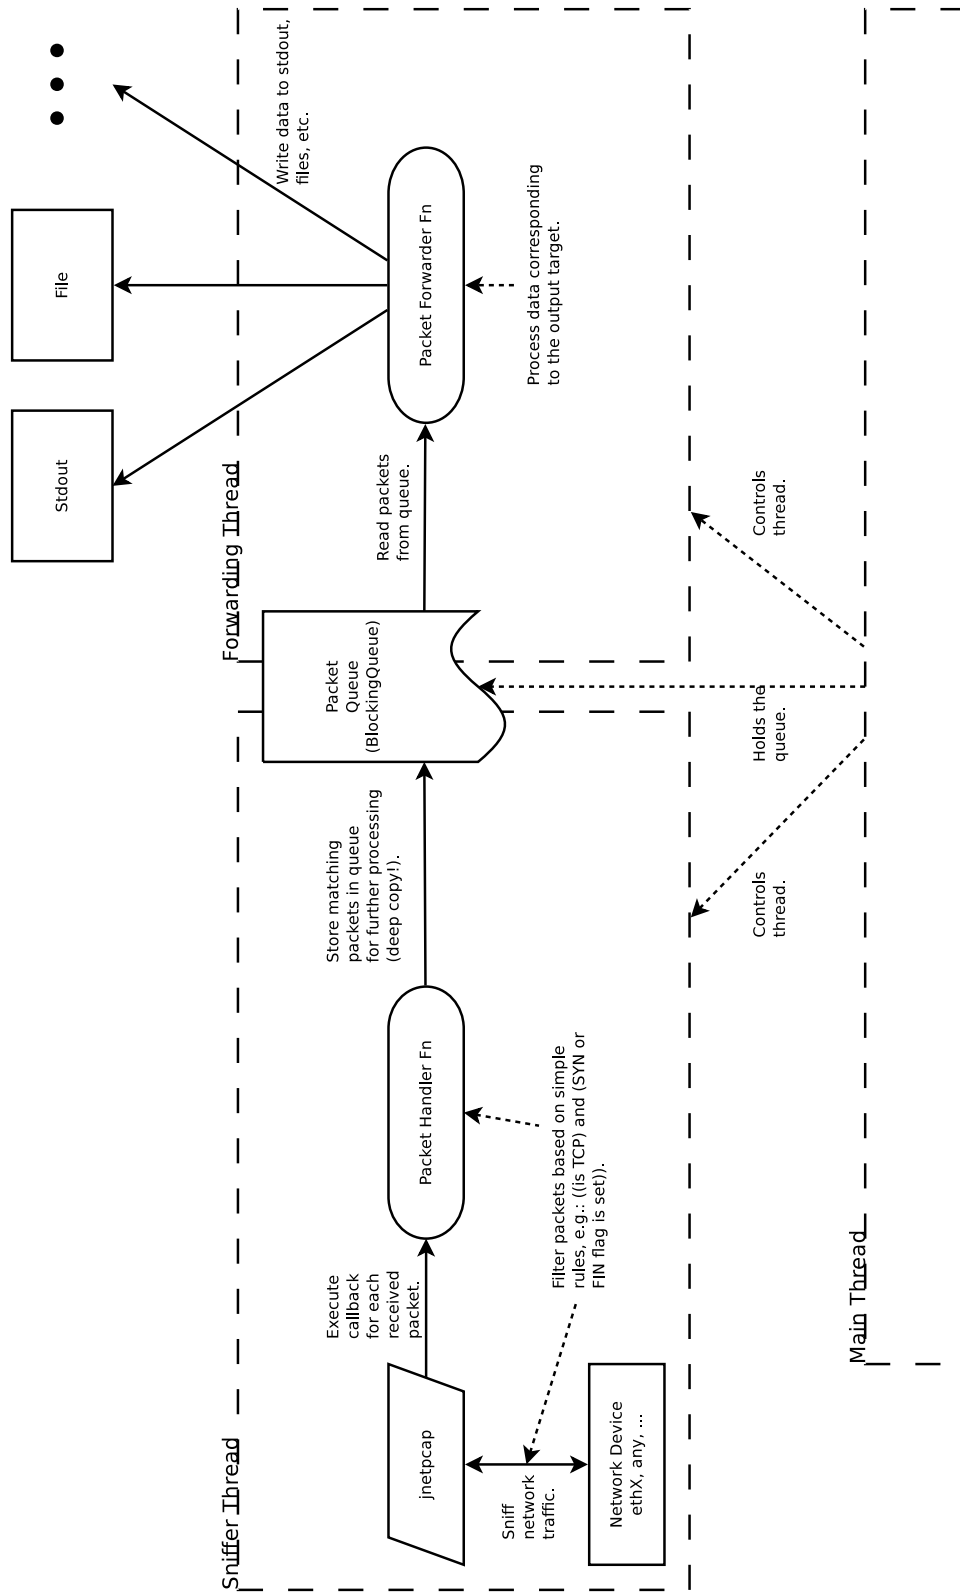 Sniffer Thread
jnetpcap
Sniff
network
traffic.
Network Device
ethX, any, ...
Execute
callback
for each
received
packet.
Packet Handler Fn
Filter packets based on simple
rules, e.g.: ((is TCP) and (SYN or
FIN flag is set)).
Store matching
packets in queue
for further processing
(deep copy!).
Packet
Queue
(BlockingQueue)
Forwarding Thread
Read packets
from queue.
Packet Forwarder Fn
Process data corresponding
to the output target.
Write data to stdout,
files, etc.
Stdout
File
Controls
thread.
Holds the
queue.
Controls
thread.
Main Thread